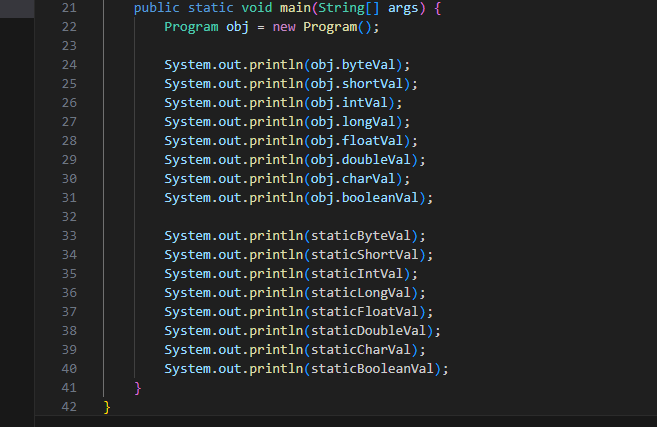 21 public static void main(String[] args) {
22 Program obj = new Program();
23
24 System.out.println(obj.byteVal);
25 System.out.println(obj.shortVal);
26 System.out.println(obj.intVal);
27 System.out.println(obj.longVal);
28 System.out.println(obj.floatVal);
29 System.out.println(obj.doubleVal);
30 System.out.println(obj.charVal);
31 System.out.println(obj.booleanVal);
32
33 System.out.println(staticByteVal);
34 System.out.println(staticShortVal);
35 System.out.println(staticIntVal);
36 System.out.println(staticLongVal);
37 System.out.println(staticFloatVal);
38 System.out.println(staticDoubleVal);
39 System.out.println(staticCharVal);
40 System.out.println(staticBooleanVal);
41 }
42 }